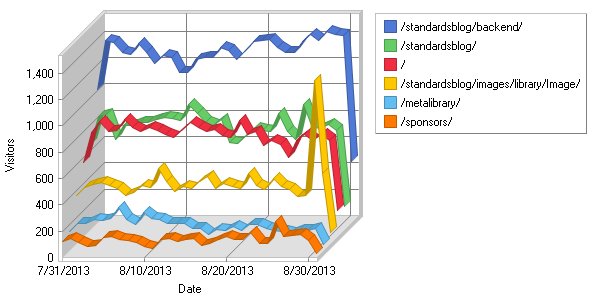 /standardsblog/backend/
/standardsblog/
/
/standardsblog/images/library/Image/
/metalibrary/
/sponsors/
Visitors
1,400
1,200
1,000
800
600
400
200
0
7/31/2013 8/10/2013 8/20/2013 8/30/2013
Date